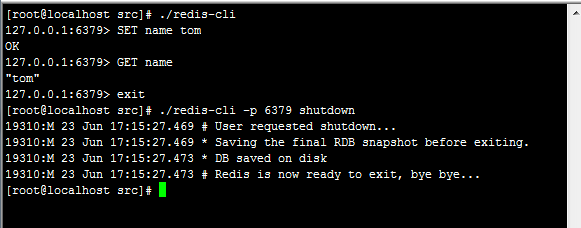 [root@localhost src]# ./redis-cli
127.0.0.1:6379> SET name tom
OK
127.0.0.1:6379> GET name
"tom"
127.0.0.1:6379> exit
[root@localhost src]# ./redis-cli -p 6379 shutdown
19310:M 23 Jun 17:15:27.469 # User requested shutdown...
19310:M 23 Jun 17:15:27.469 * Saving the final RDB snapshot before exiting.
19310:M 23 Jun 17:15:27.473 * DB saved on disk
19310:M 23 Jun 17:15:27.473 # Redis is now ready to exit, bye bye...
[root@localhost src]#